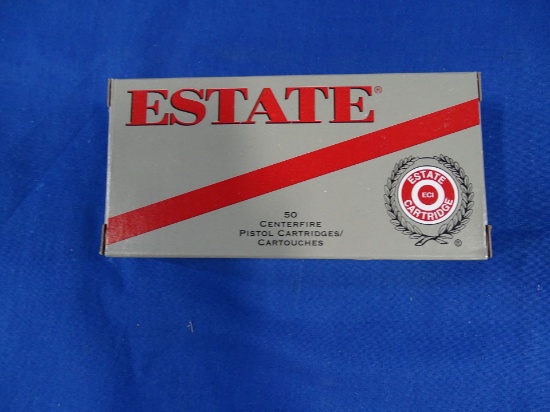 ESTATE®
ESTATE
ECI
CARTRIDGE
®
50
CENTERFIRE
PISTOL CARTRIDGES/
CARTOUCHES